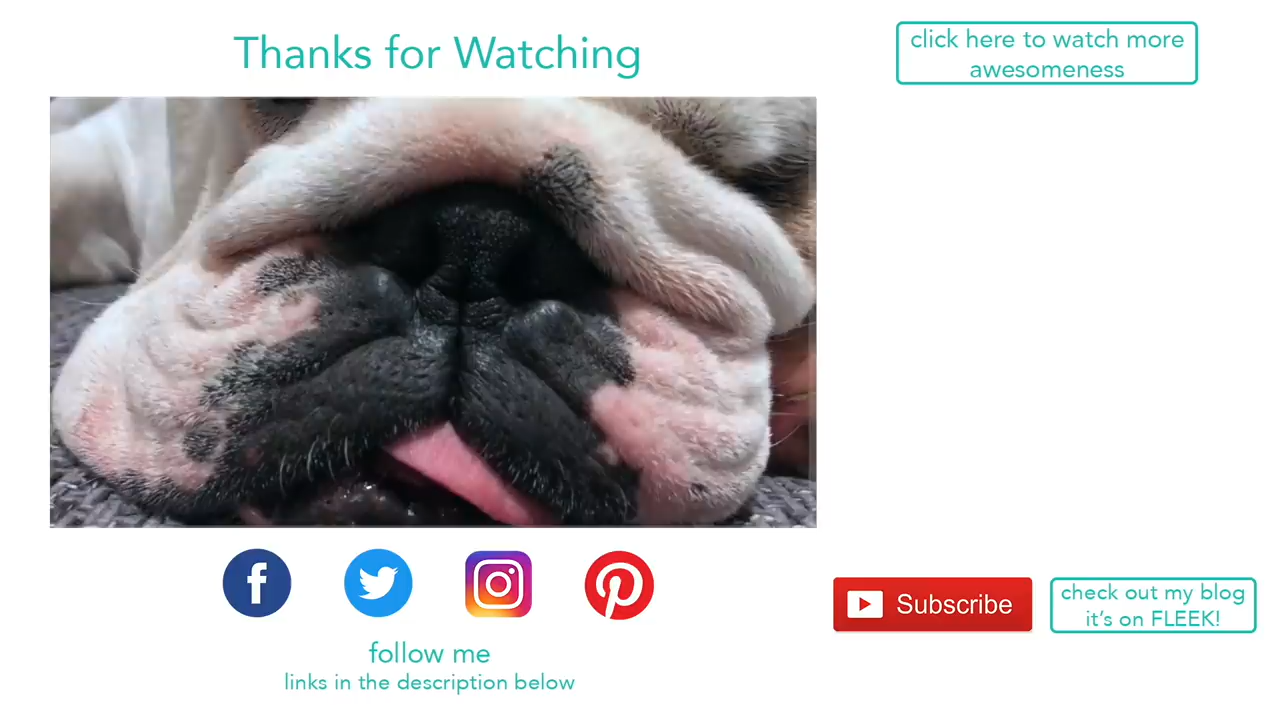 Thanks for Watching
click here to watch more
awesomeness
Subscribe
check out my blog
it's on FLEEK!
follow me
links in the description below